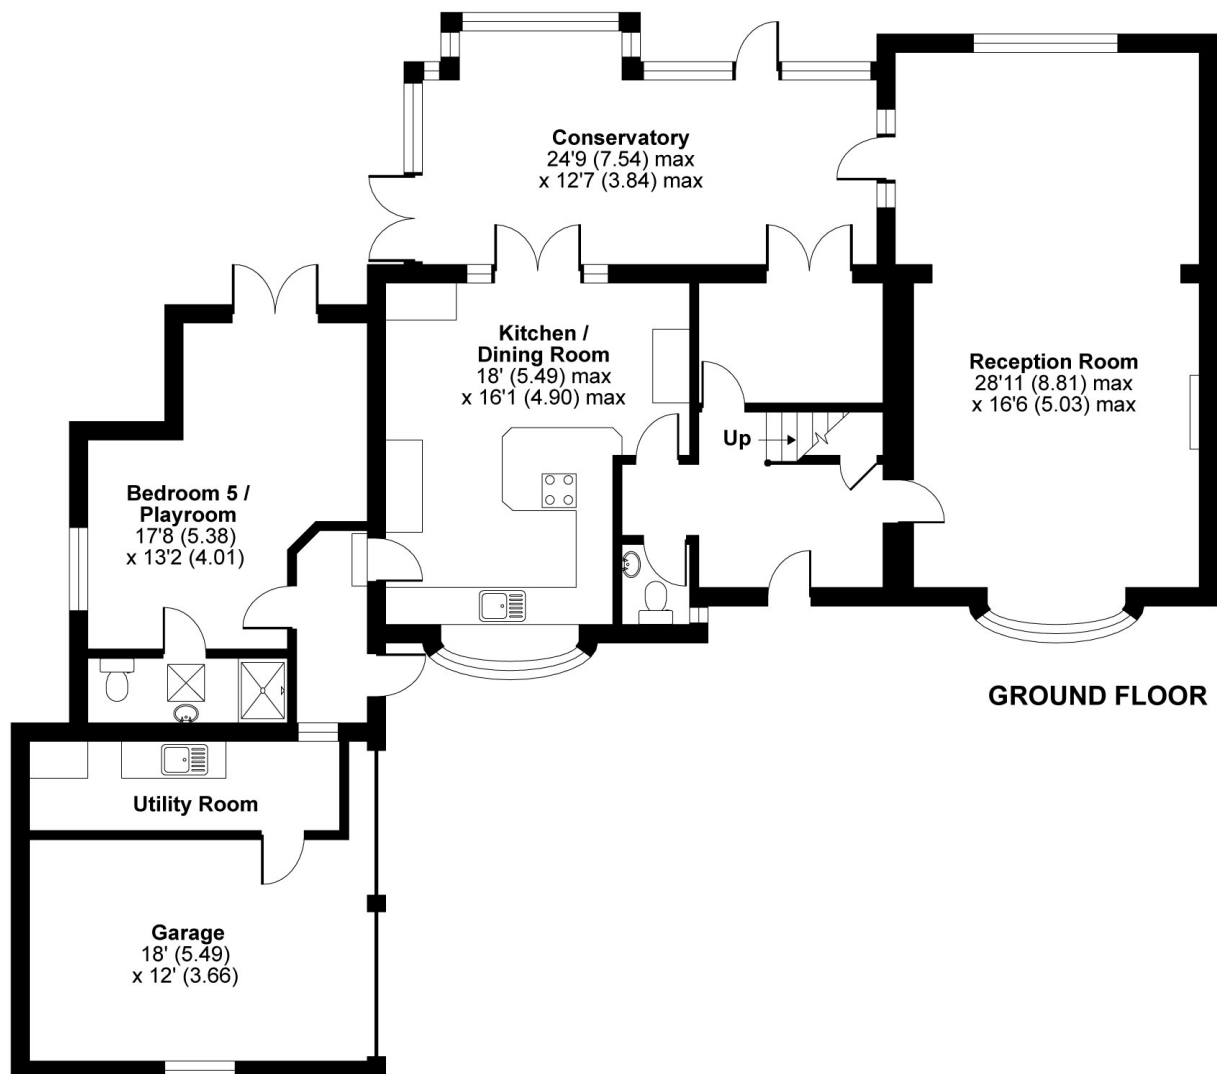 Conservatory
24'9 (7.54) max
x 12'7 (3.84) max
Kitchen /
Dining Room
18' (5.49) max
x 16'1 (4.90) max
Reception Room
28'11 (8.81) max
x 16'6 (5.03) max
Up
Bedroom 5 /
Playroom
17'8 (5.38)
x 13'2 (4.01)
GROUND FLOOR
Utility Room
Garage
18' (5.49)
x 12' (3.66)